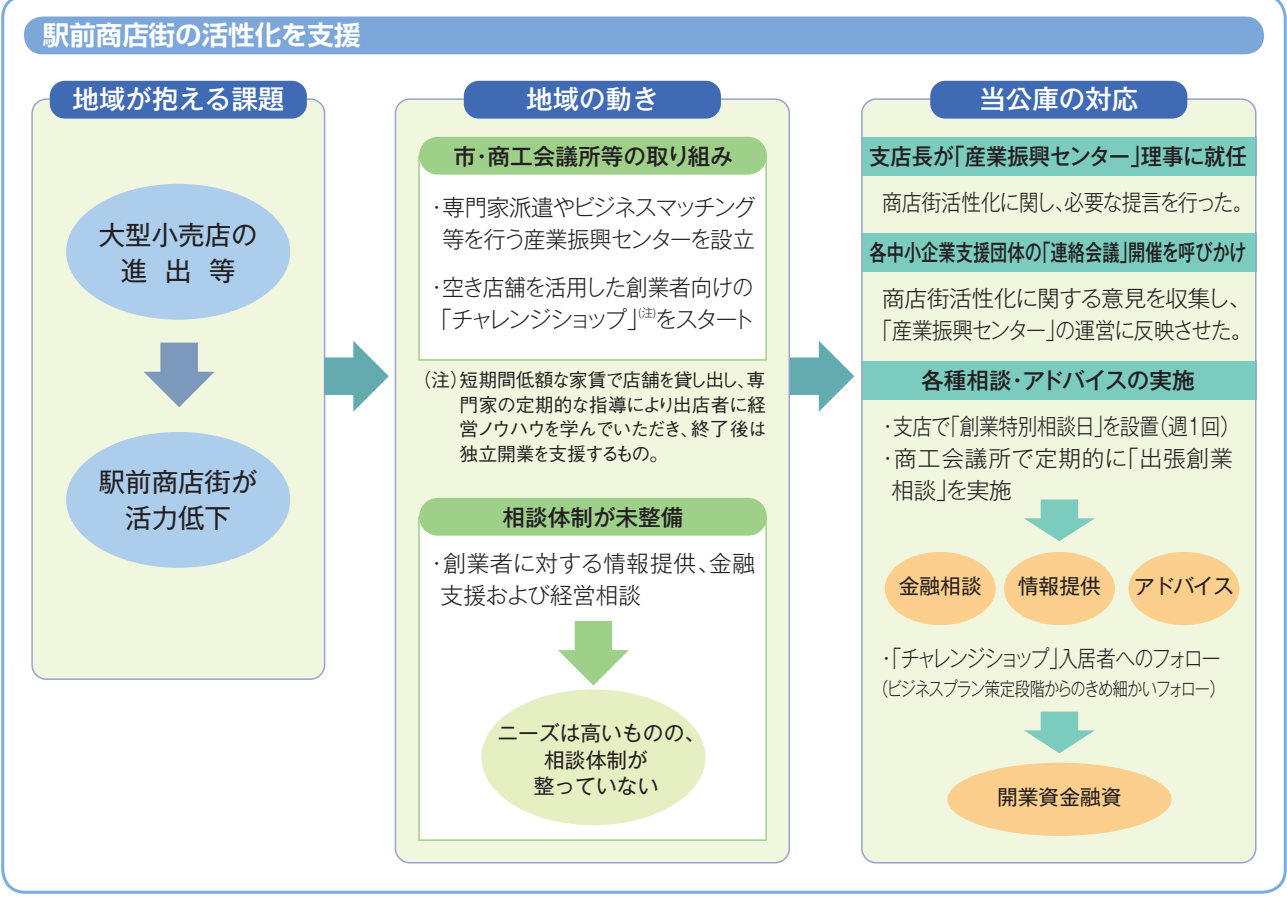 駅前商店街の活性化を支援
地域が抱える課題
大型小売店の
進出等
駅前商店街が
活力低下
地域の動き
市・商工会議所等の取り組み
・専門家派遣やビジネスマッチング
等を行う産業振興センターを設立
・空き店舗を活用した創業者向けの
「チャレンジショップ」(注)をスタート
(注)短期間低額な家賃で店舗を貸し出し、専
門家の定期的な指導により出店者に経
営ノウハウを学んでいただき、終了後は
独立開業を支援するもの。
相談体制が未整備
・創業者に対する情報提供、金融
支援および経営相談
ニーズは高いものの、
相談体制が
整っていない
当公庫の対応
支店長が「産業振興センター」理事に就任
商店街活性化に関し、必要な提言を行った。
各中小企業支援団体の「連絡会議」開催を呼びかけ
商店街活性化に関する意見を収集し、
「産業振興センター」の運営に反映させた。
各種相談・アドバイスの実施
・支店で「創業特別相談日」を設置(週1回)
・商工会議所で定期的に「出張創業
相談」を実施
金融相談
情報提供
アドバイス
・「チャレンジショップ」入居者へのフォロー
(ビジネスプラン策定段階からのきめ細かいフォロー)
開業資金融資